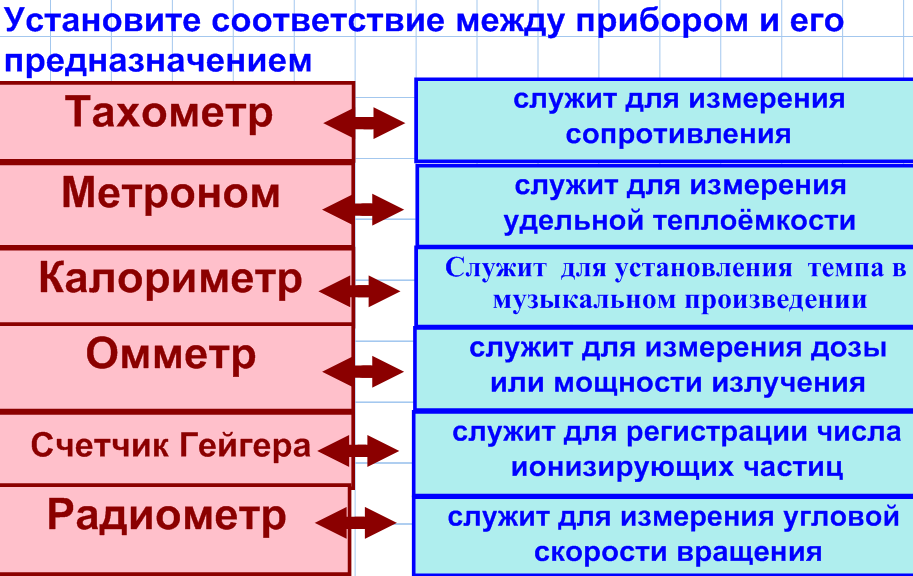 Установите соответствие между прибором и его
предназначением
Тахометр
служит для измерения
сопротивления
Метроном
служит для измерения
удельной теплоёмкости
Калориметр
Служит для установления темпа в
музыкальном произведении
Омметр
служит для измерения дозы
или мощности излучения
Счетчик Гейгера
служит для регистрации числа
ионизирующих частиц
Радиометр
служит для измерения угловой
скорости вращения